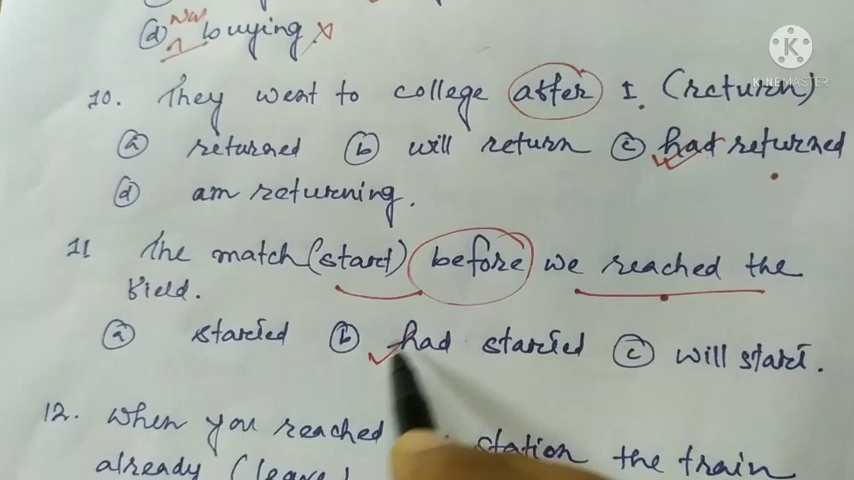 Now
(d) buying x
K
KINEMASTER
10. They went to college after I. (return)
(a) returned (b) will return (c) had returned
(d) am returning.
11 The match (start) before we reached the
field.
(a) started (b) had started (c) will start.
12. When you reached station the train
already (leave)